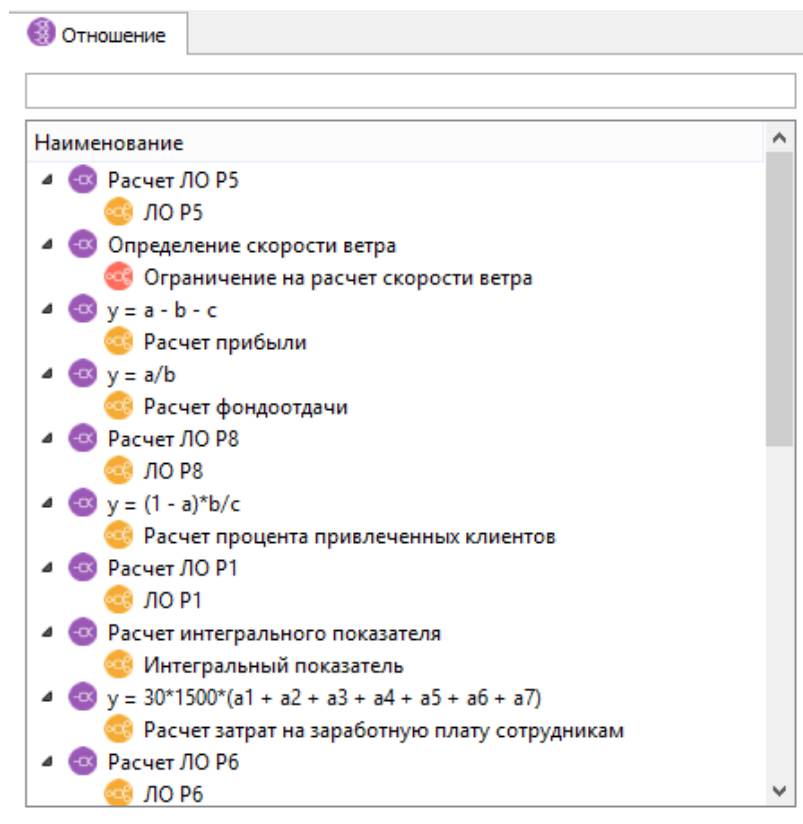 Отношение
Наименование
Расчет ЛО Р5
ЛО Р5
Определение скорости ветра
Ограничение на расчет скорости ветра
y = a - b - c
Расчет прибыли
y = a/b
Расчет фондоотдачи
Расчет ЛО Р8
ЛО Р8
y = (1 - a)*b/c
Расчет процента привлеченных клиентов
Расчет ЛО Р1
ЛО Р1
Расчет интегрального показателя
Интегральный показатель
y = 30*1500*(a1 + a2 + a3 + a4 + a5 + a6 + a7)
Расчет затрат на заработную плату сотрудникам
Расчет ЛО Р6
ЛО Р6